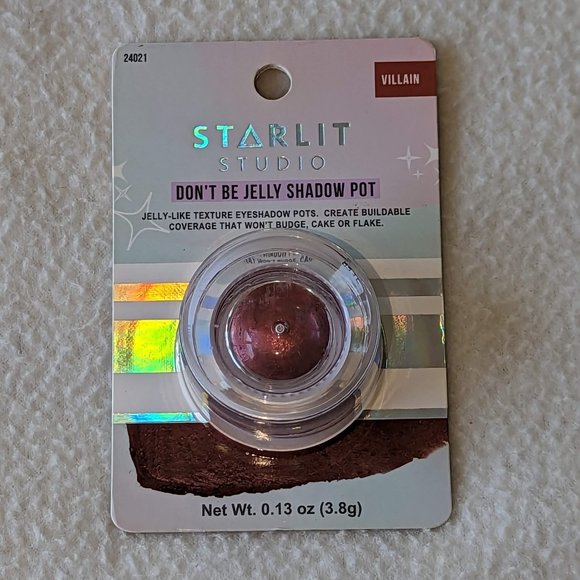 24021
VILLAIN
STARLIT
STUDIO
DON'T BE JELLY SHADOW POT
JELLY-LIKE TEXTURE EYESHADOW POTS. CREATE BUILDABLE
COVERAGE THAT WON'T BUDGE, CAKE OR FLAKE.
Net Wt. 0.13 oz (3.8g)